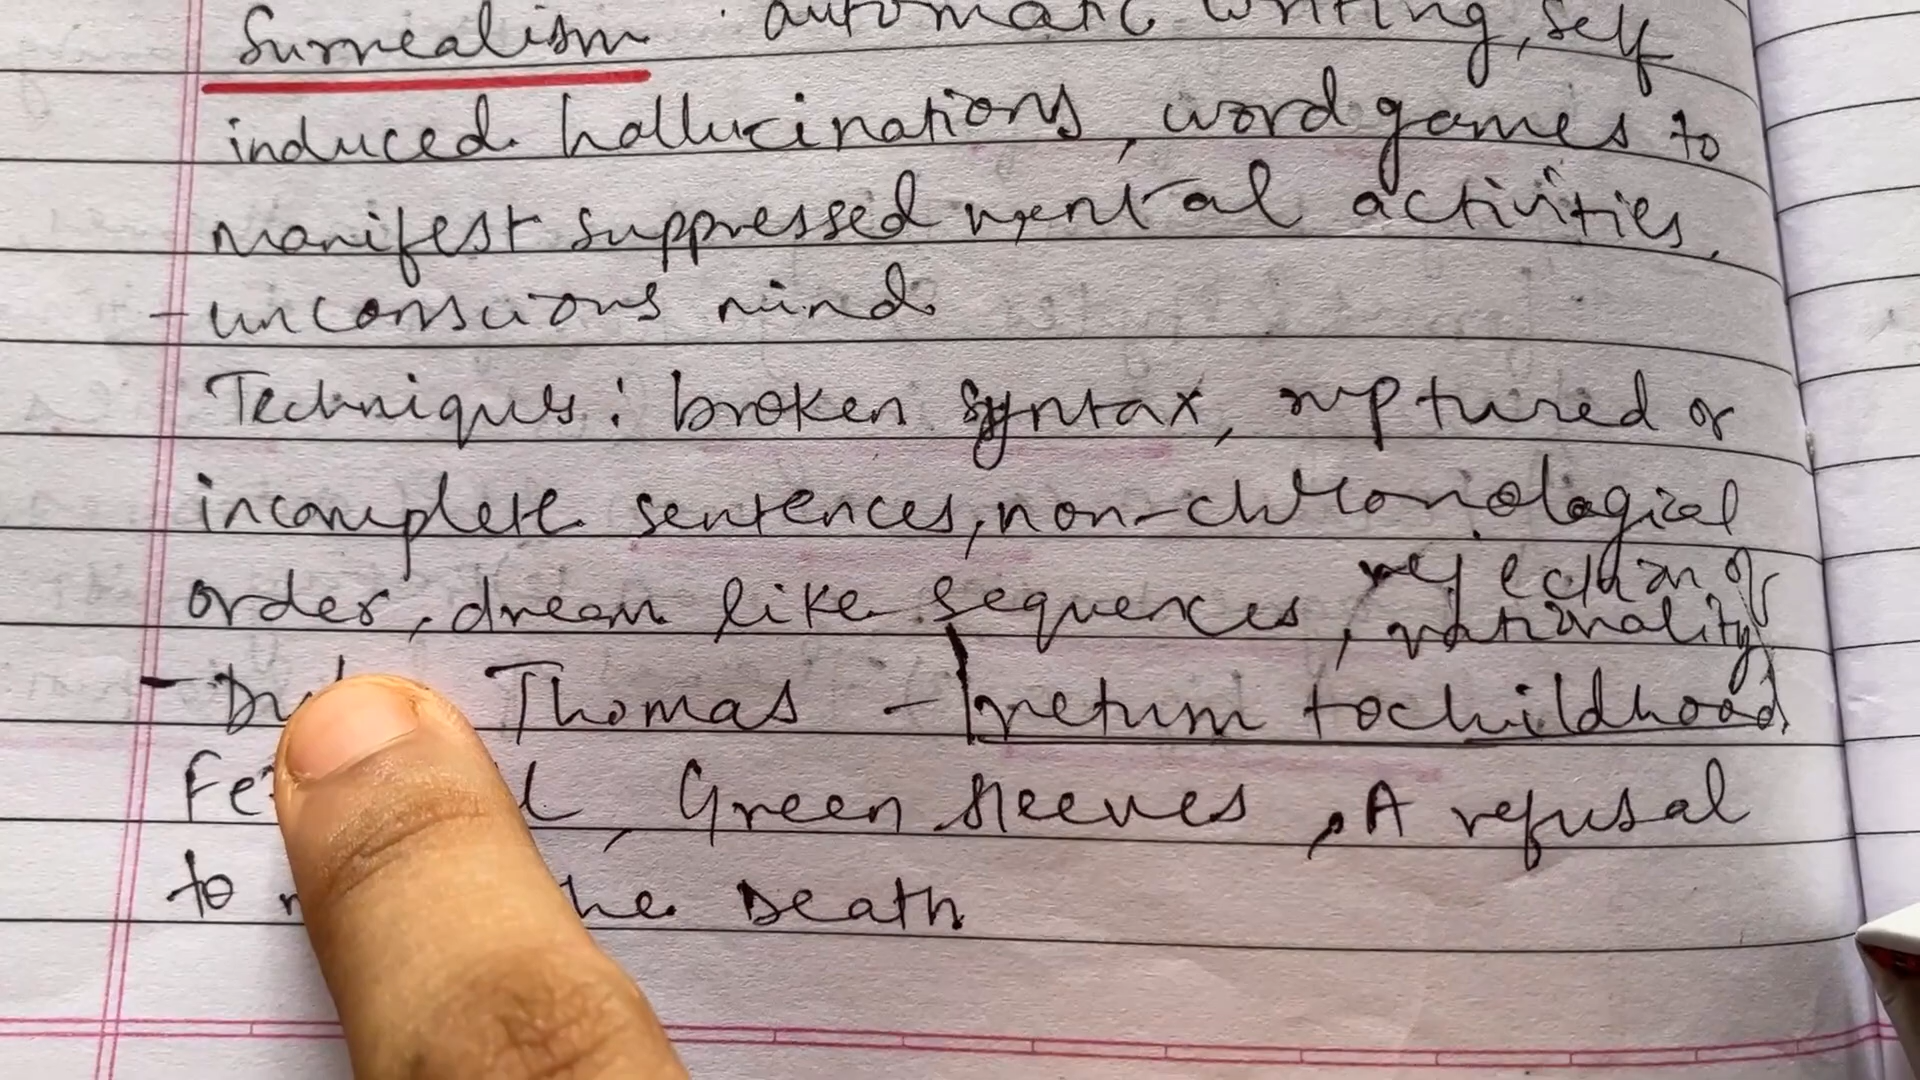 Surrealism : automatic writing, self
induced hallucinations, word games to
manifest suppressed mental activities.
- unconscious mind
Techniques : broken syntax, ruptured or
incomplete sentences, non-chronological
order, dream like sequences, rejection of
rationality
- Thomas - return to childhood
Green Sleeves, A refusal
to Death